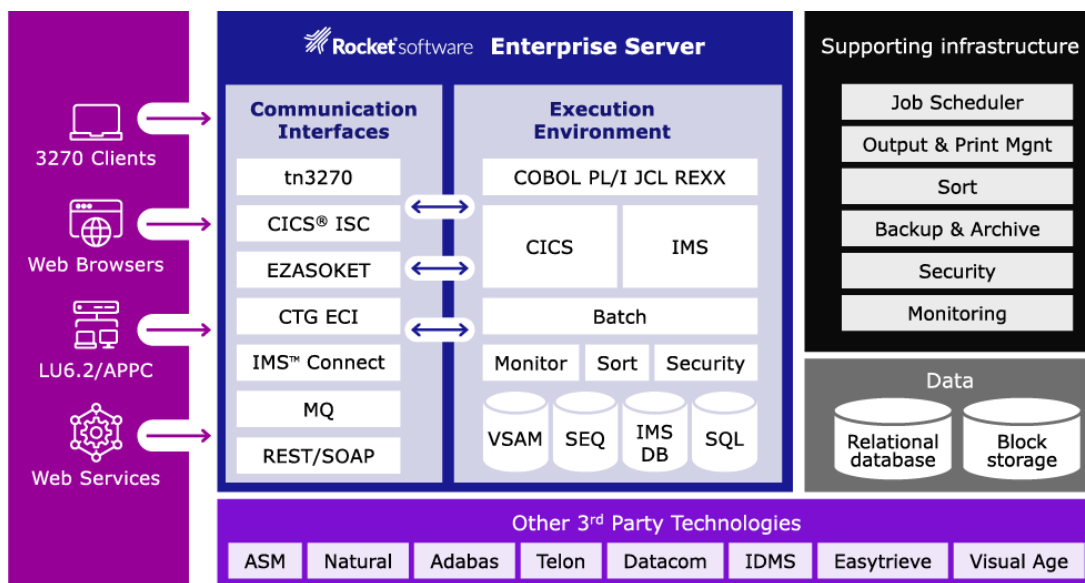 Rocket® software Enterprise Server
Supporting infrastructure
3270 Clients
Web Browsers
LU6.2/APPC
Web Services
Communication
Interfaces
tn3270
CICS® ISC
EZASOKET
CTG ECI
IMS™ Connect
MQ
REST/SOAP
Execution
Environment
COBOL PL/I JCL REXX
CICS
IMS
Batch
Monitor
Sort
Security
VSAM
SEQ
IMS
DB
SQL
Job Scheduler
Output & Print Mgnt
Sort
Backup & Archive
Security
Monitoring
Data
Relational
database
Block
storage
Other 3rd Party Technologies
ASM
Natural
Adabas
Telon
Datacom
IDMS
Easytrieve
Visual Age